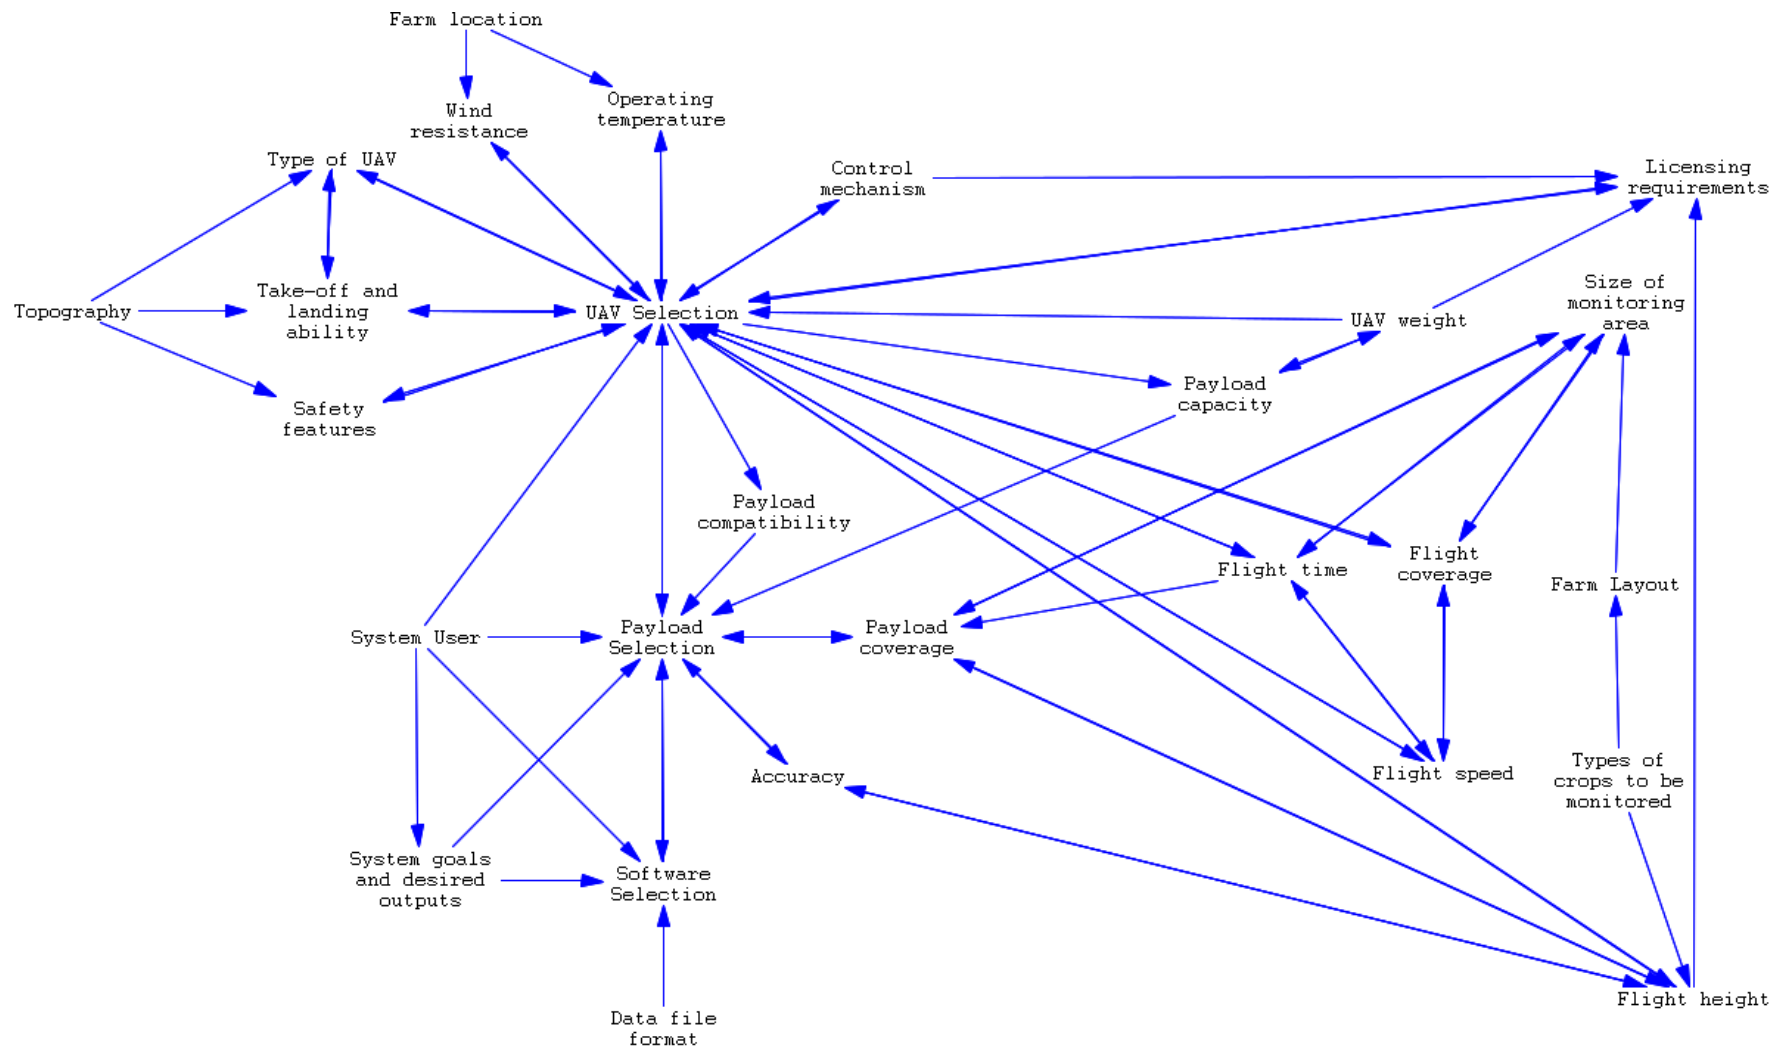 Farm location
Wind
resistance
Operating
temperature
Type of UAV
Control
mechanism
Licensing
requirements
Topography
Take-off and
landing
ability
UAV Selection
UAV weight
Size of
monitoring
area
Safety
features
Payload
capacity
Payload
compatibility
Flight time
Flight
coverage
Farm Layout
System User
Payload
Selection
Payload
coverage
Accuracy
Flight speed
Types of
crops to be
monitored
System goals
and desired
outputs
Software
Selection
Flight height
Data file
format